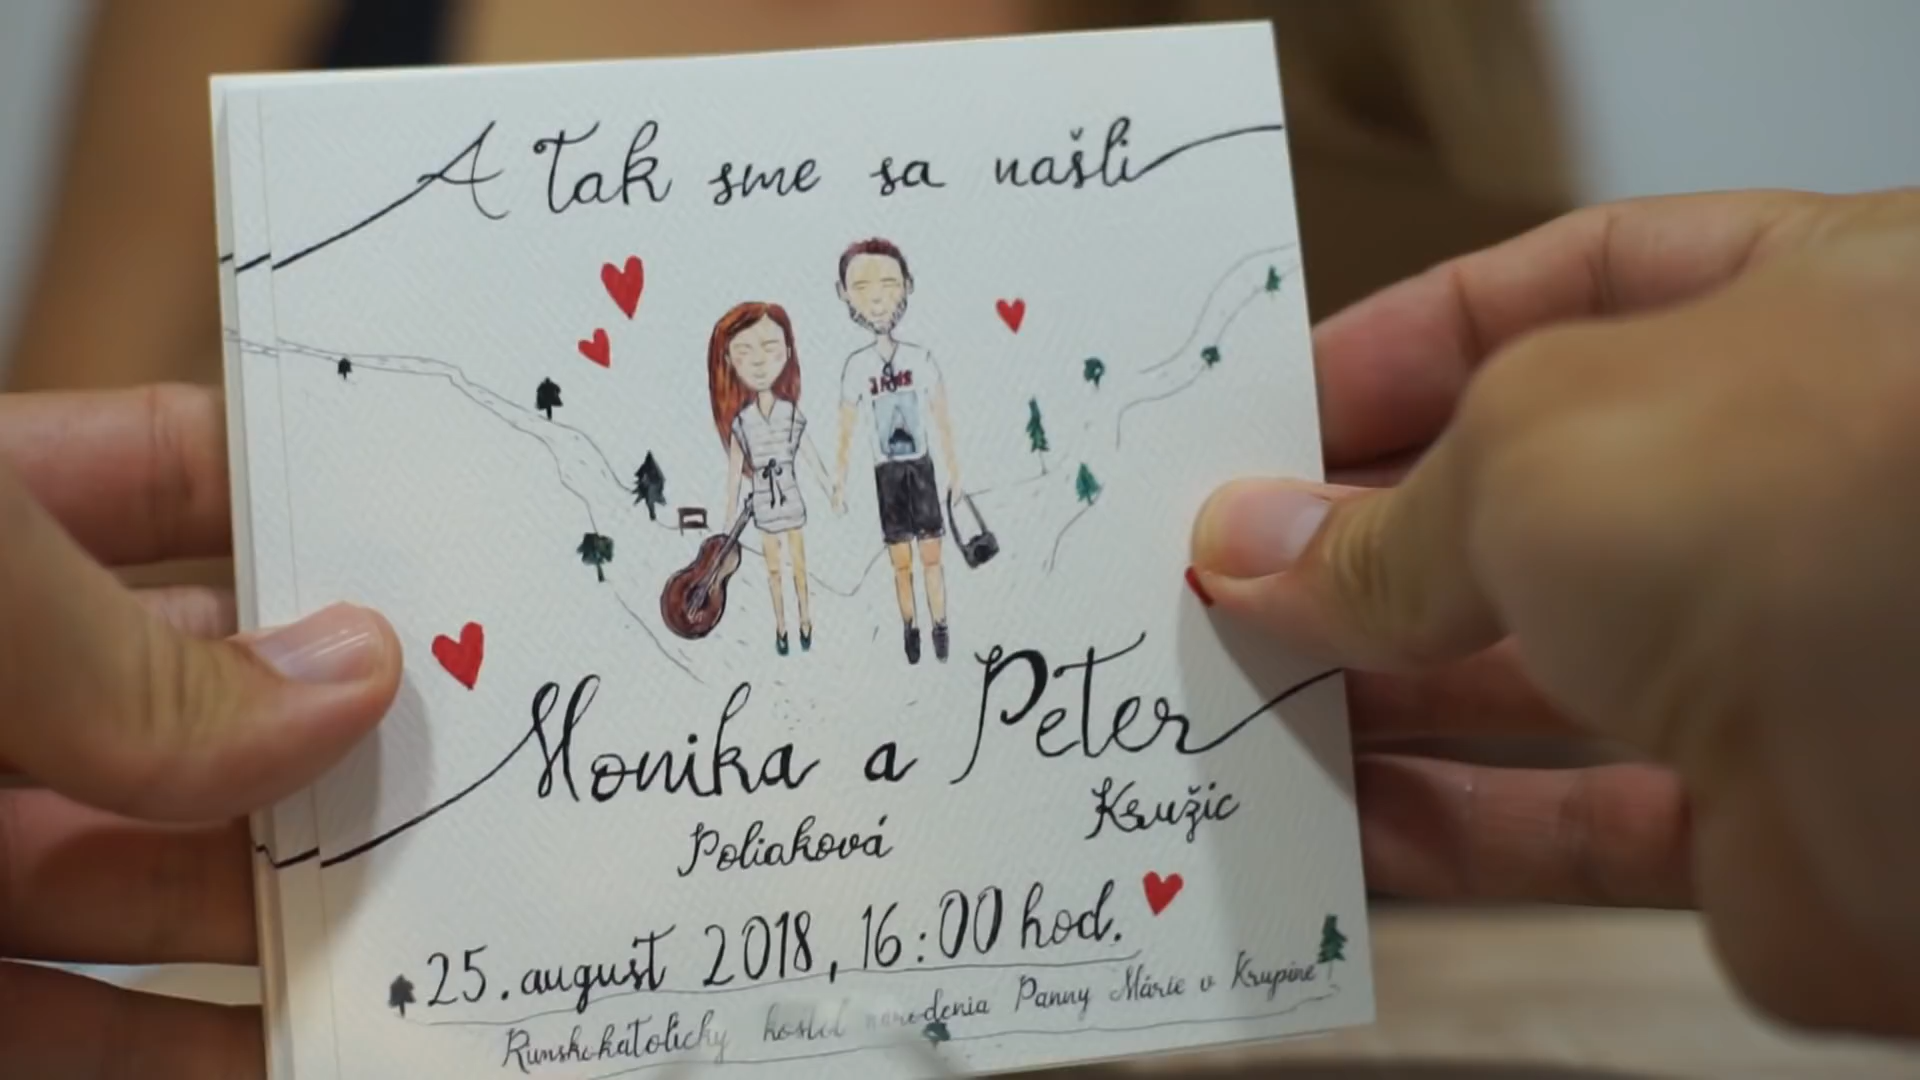 A tak sme sa našli
Monika a Peter
Poliaková Kružic
25. august 2018, 16:00 hod.
Rímskokatolícky kostol narodenia Panny Márie v Krupine